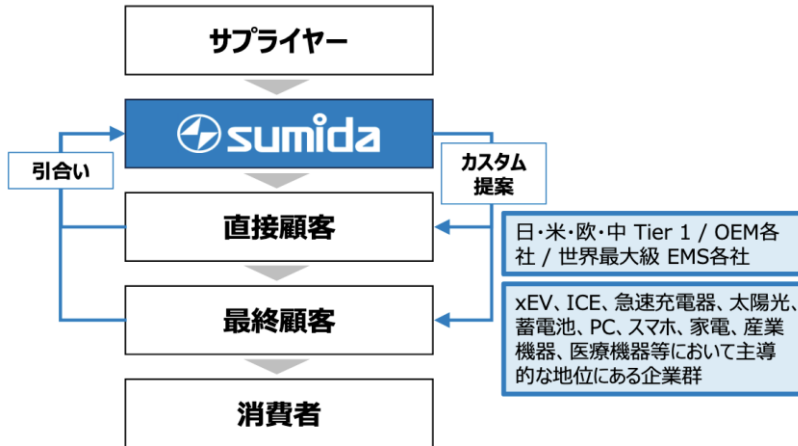 サプライヤー
sumida
引合い
カスタム
提案
直接顧客
日・米・欧・中 Tier 1 / OEM各
社 / 世界最大級 EMS各社
最終顧客
xEV、ICE、急速充電器、太陽光、
蓄電池、PC、スマホ、家電、産業
機器、医療機器等において主導
的な地位にある企業群
消費者